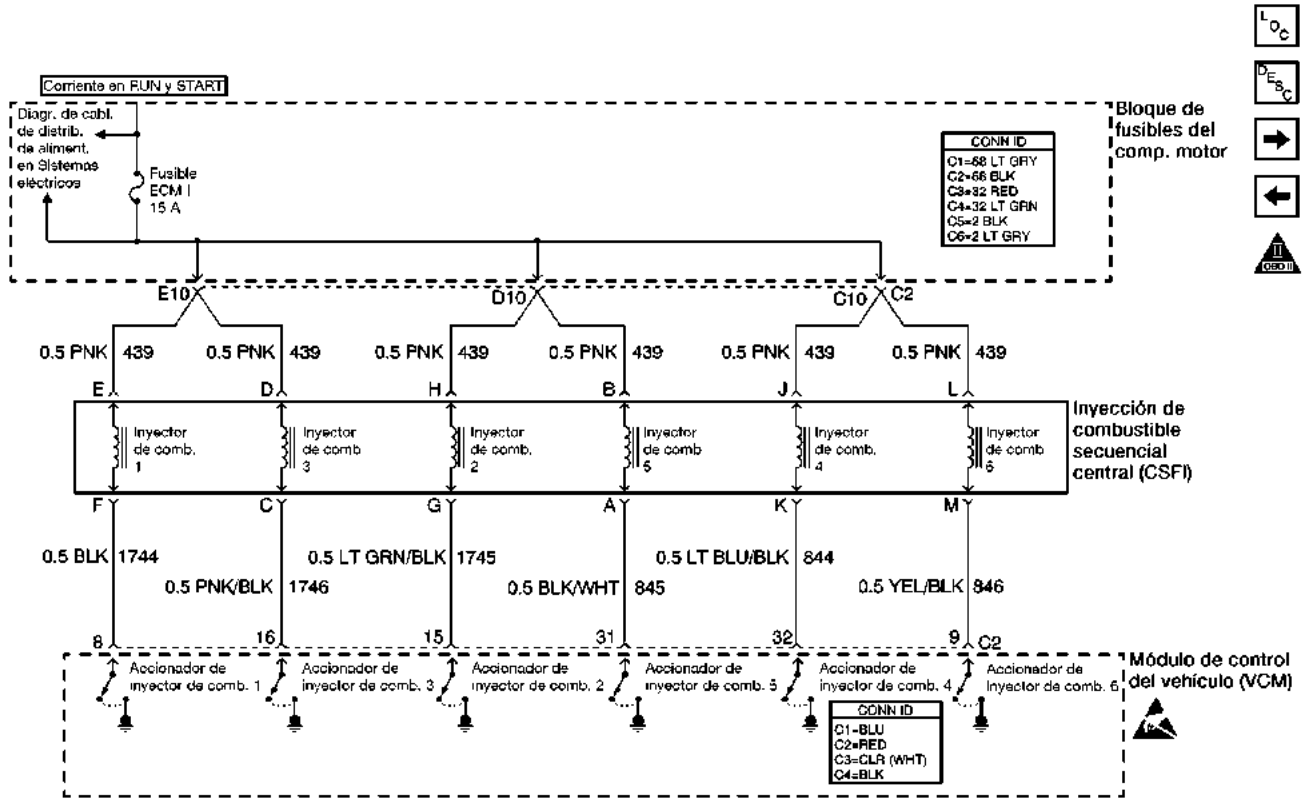 LOC
DESC
Corriente en RUN y START
Diagr. de cabl.
de distrib.
de aliment.
en Sistemas
eléctricos
Fusible
ECM I
15 A
CONN ID
C1=68 LT GRY
C2=68 BLK
C3=32 RED
C4=32 LT GRN
C5=2 BLK
C6=2 LT GRY
Bloque de
fusibles del
comp. motor
II
OBD II
E10 D10 C10 C2
0.5 PNK 439 0.5 PNK 439 0.5 PNK 439 0.5 PNK 439 0.5 PNK 439 0.5 PNK 439
E D H B J L
Inyector
de comb.
1
Inyector
de comb
3
Inyector
de comb.
2
Inyector
de comb
5
Inyector
de comb.
4
Inyector
de comb
6
Inyección de
combustible
secuencial
central (CSFI)
F C G A K M
0.5 BLK 1744 0.5 LT GRN/BLK 1745 0.5 LT BLU/BLK 844
0.5 PNK/BLK 1746 0.5 BLK/WHT 845 0.5 YEL/BLK 846
8 16 15 31 32 9 C2
Accionador de
inyector de comb. 1
Accionador de
inyector de comb. 3
Accionador de
inyector de comb. 2
Accionador de
inyector de comb. 5
Accionador de
inyector de comb. 4
Accionador de
Inyector de comb. 6
Módulo de control
del vehículo (VCM)
CONN ID
C1=BLU
C2=RED
C3=CLR (WHT)
C4=BLK